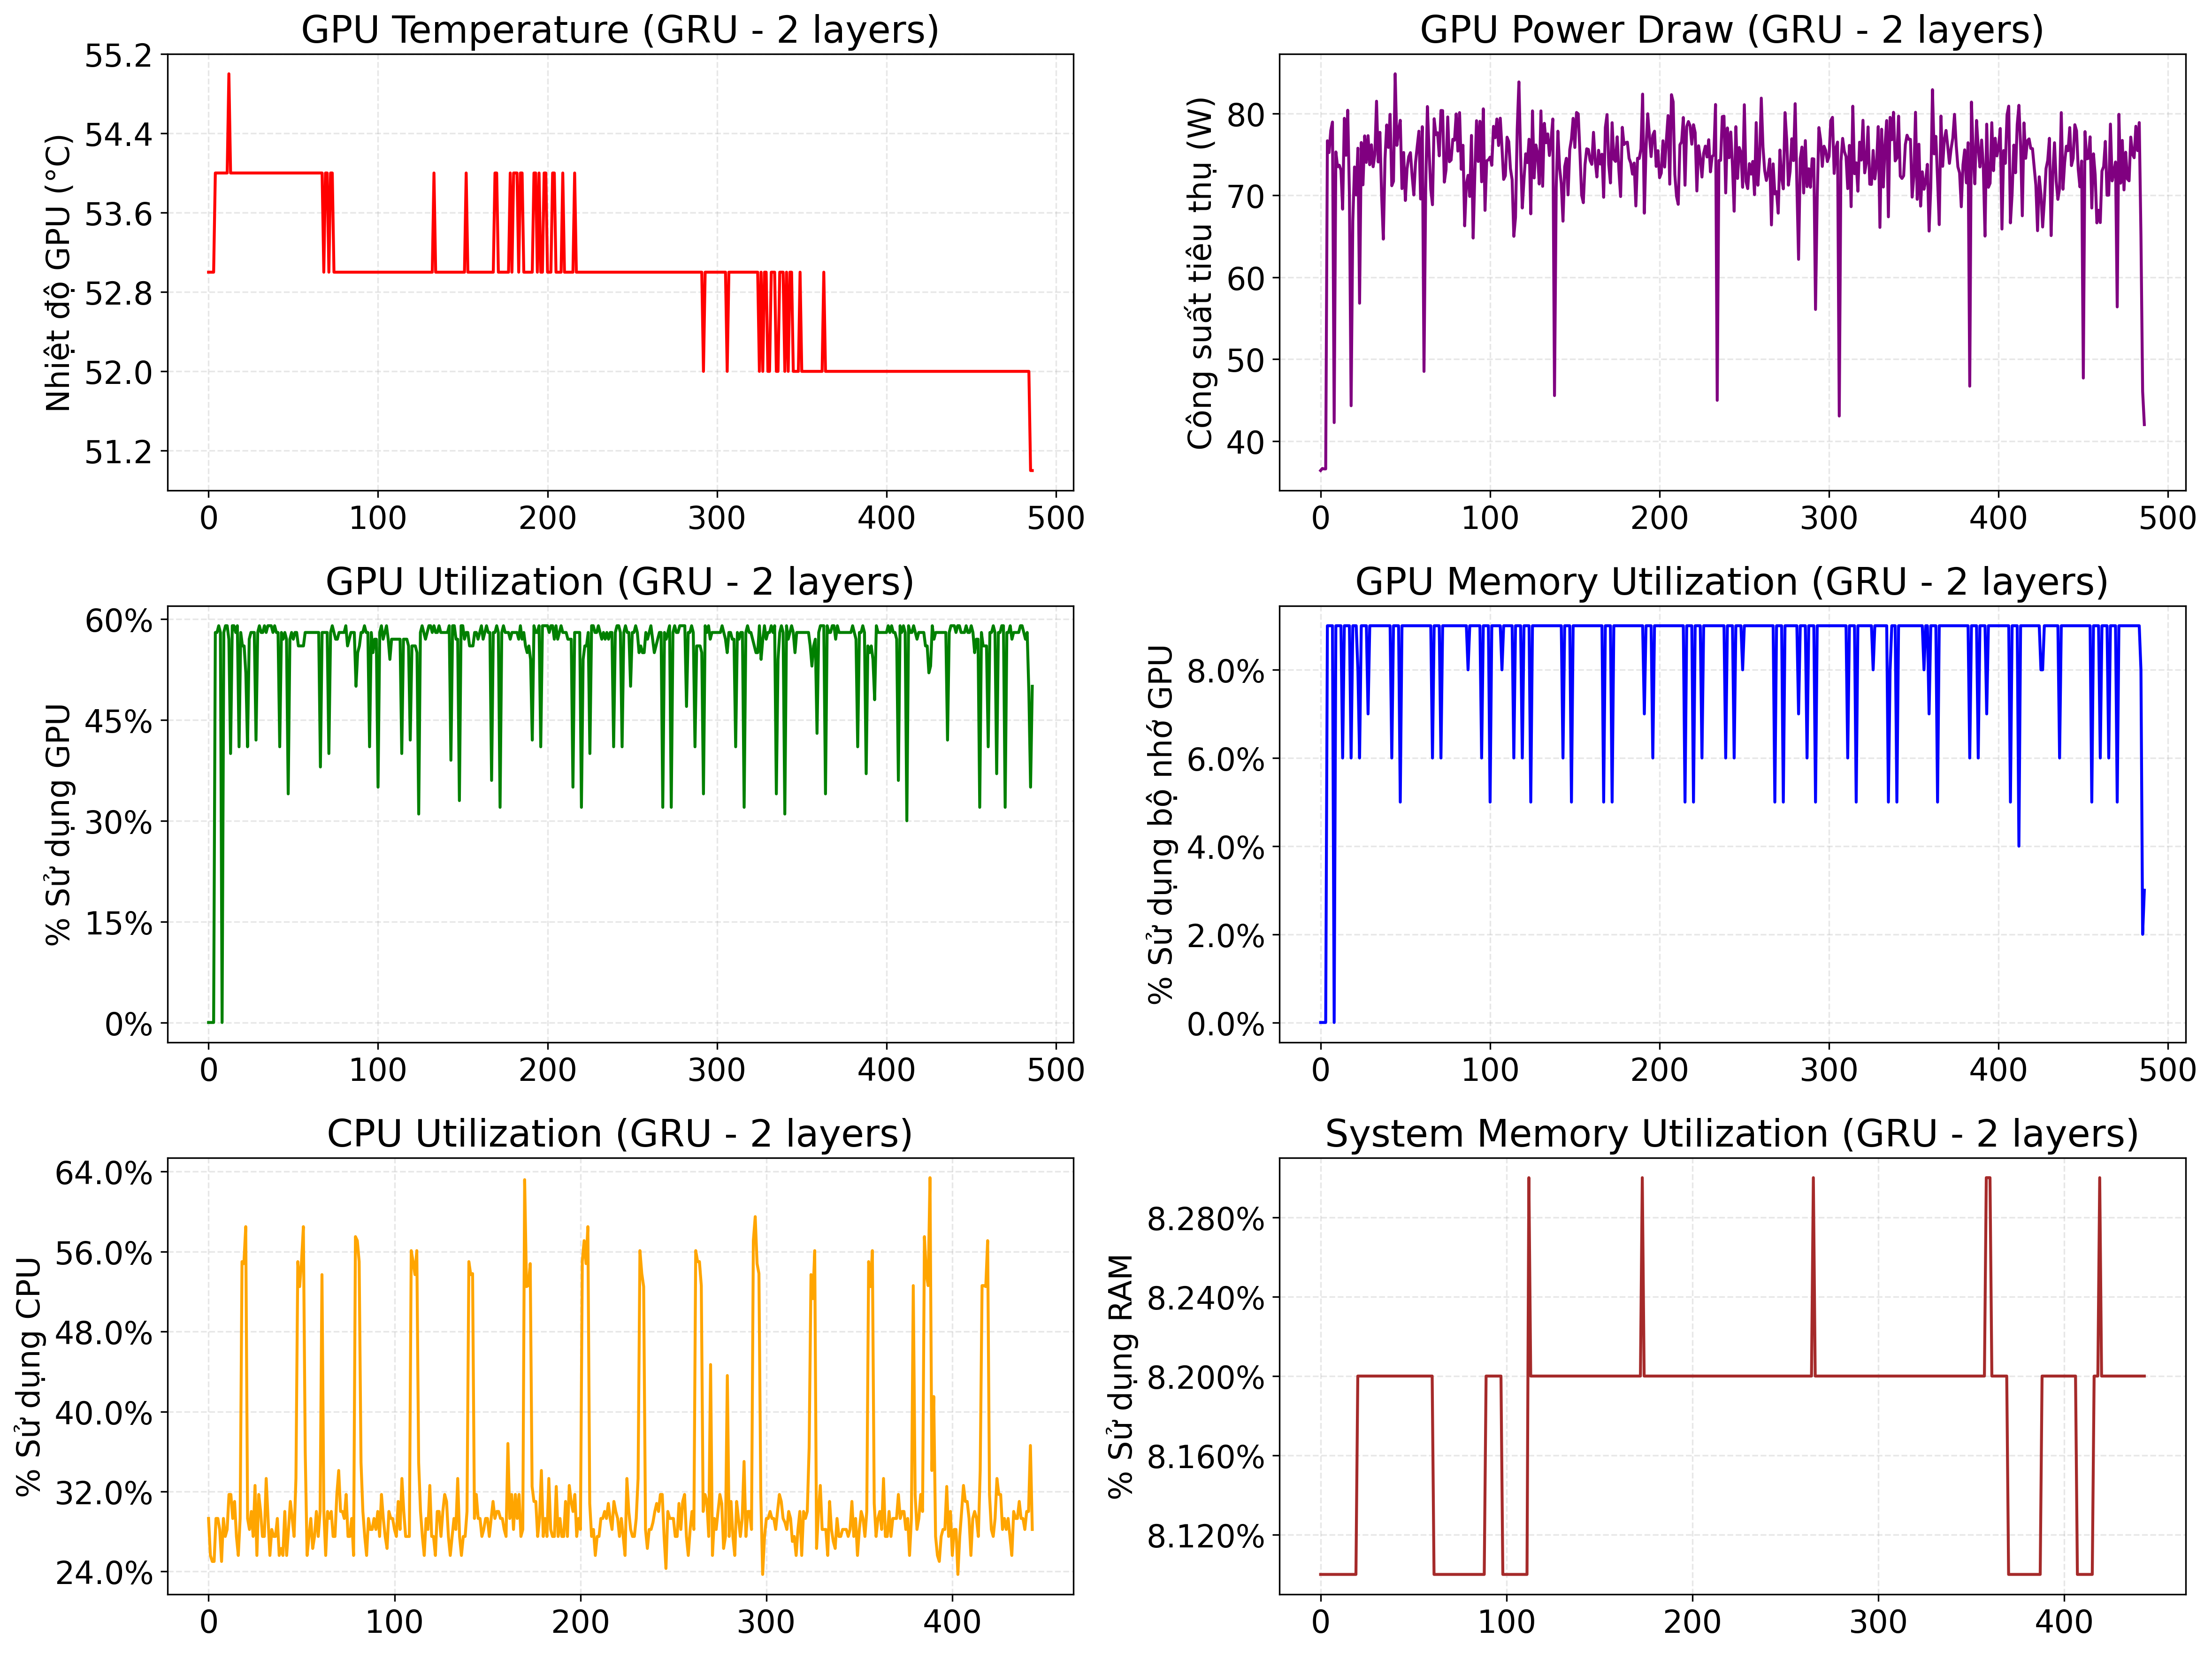 GPU Temperature (GRU - 2 layers)
Nhiệt độ GPU (°C)
55.2
54.4
53.6
52.8
52.0
51.2
0 100 200 300 400 500
GPU Power Draw (GRU - 2 layers)
Công suất tiêu thụ (W)
80
70
60
50
40
0 100 200 300 400 500
GPU Utilization (GRU - 2 layers)
% Sử dụng GPU
60%
45%
30%
15%
0%
0 100 200 300 400 500
GPU Memory Utilization (GRU - 2 layers)
% Sử dụng bộ nhớ GPU
8.0%
6.0%
4.0%
2.0%
0.0%
0 100 200 300 400 500
CPU Utilization (GRU - 2 layers)
% Sử dụng CPU
64.0%
56.0%
48.0%
40.0%
32.0%
24.0%
0 100 200 300 400
System Memory Utilization (GRU - 2 layers)
% Sử dụng RAM
8.280%
8.240%
8.200%
8.160%
8.120%
0 100 200 300 400